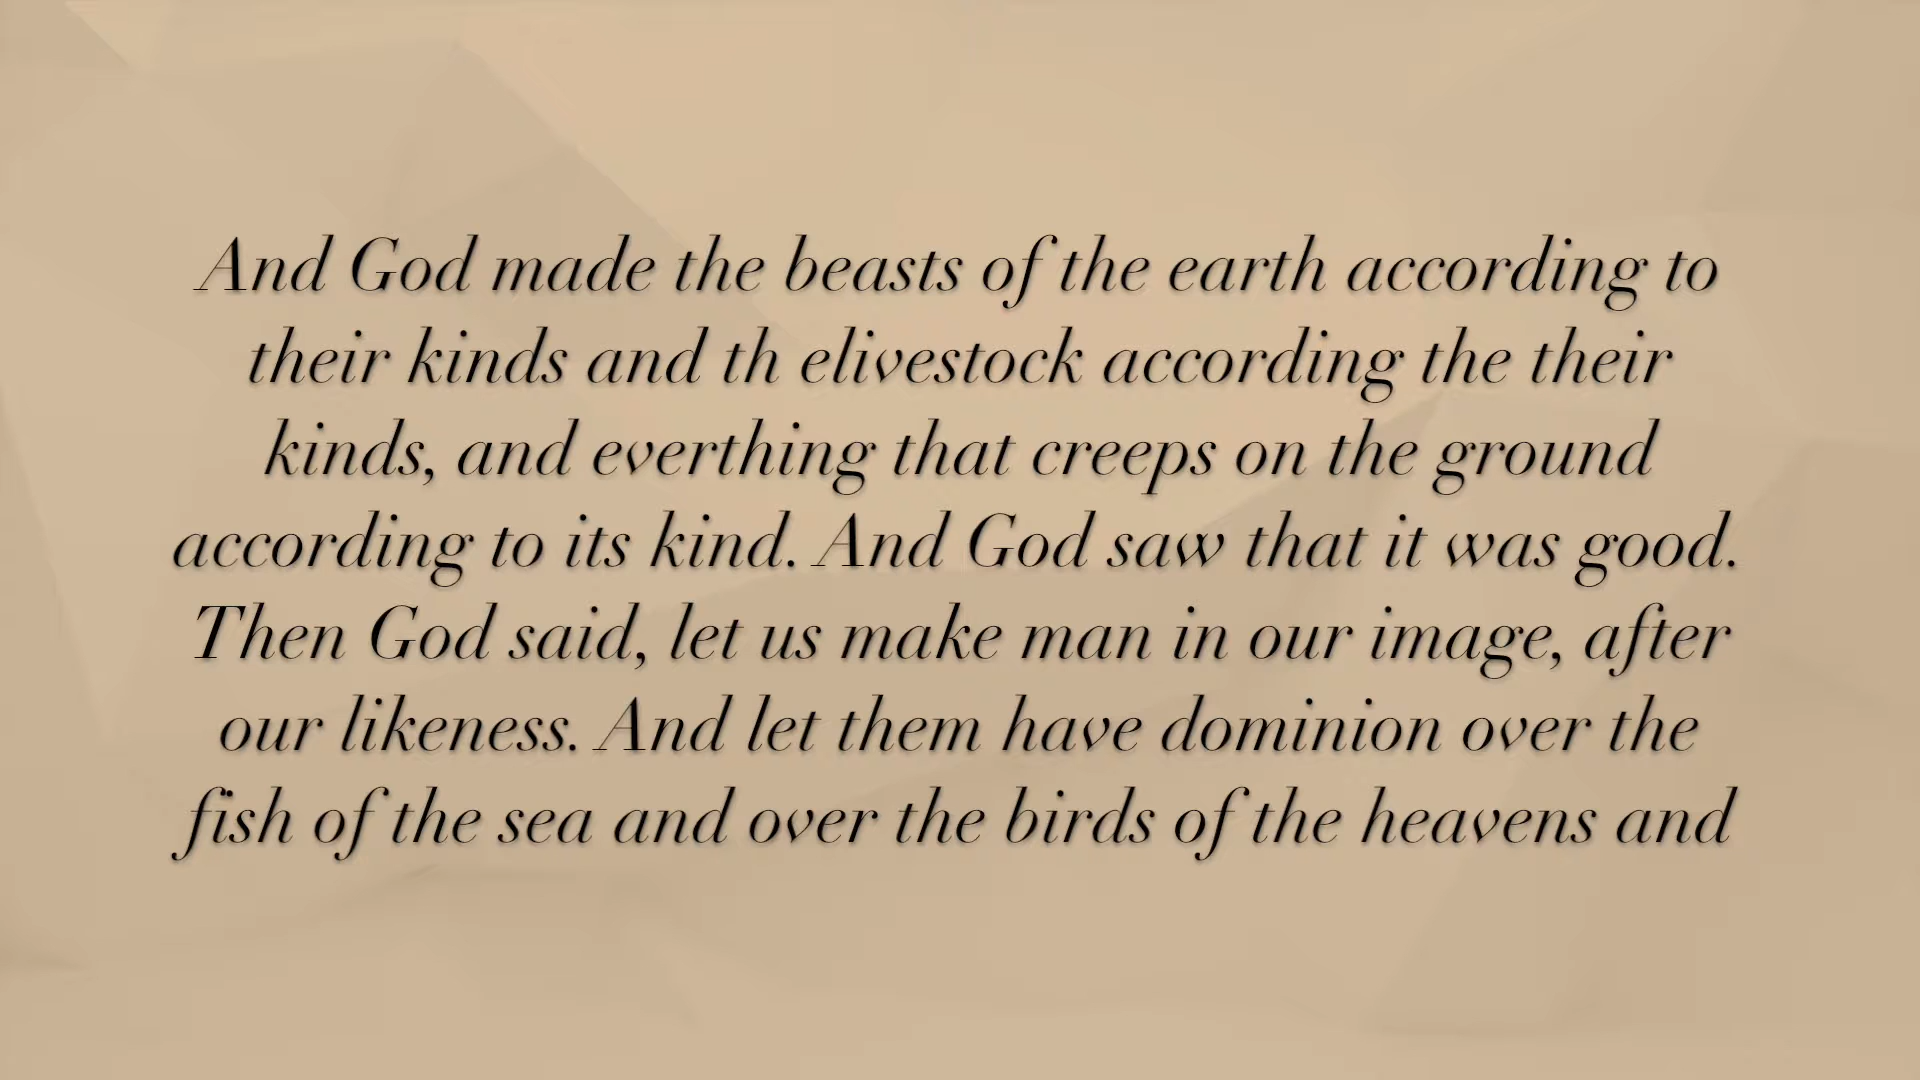 And God made the beasts of the earth according to
their kinds and th elivestock according the their
kinds, and everthing that creeps on the ground
according to its kind. And God saw that it was good.
Then God said, let us make man in our image, after
our likeness. And let them have dominion over the
fish of the sea and over the birds of the heavens and